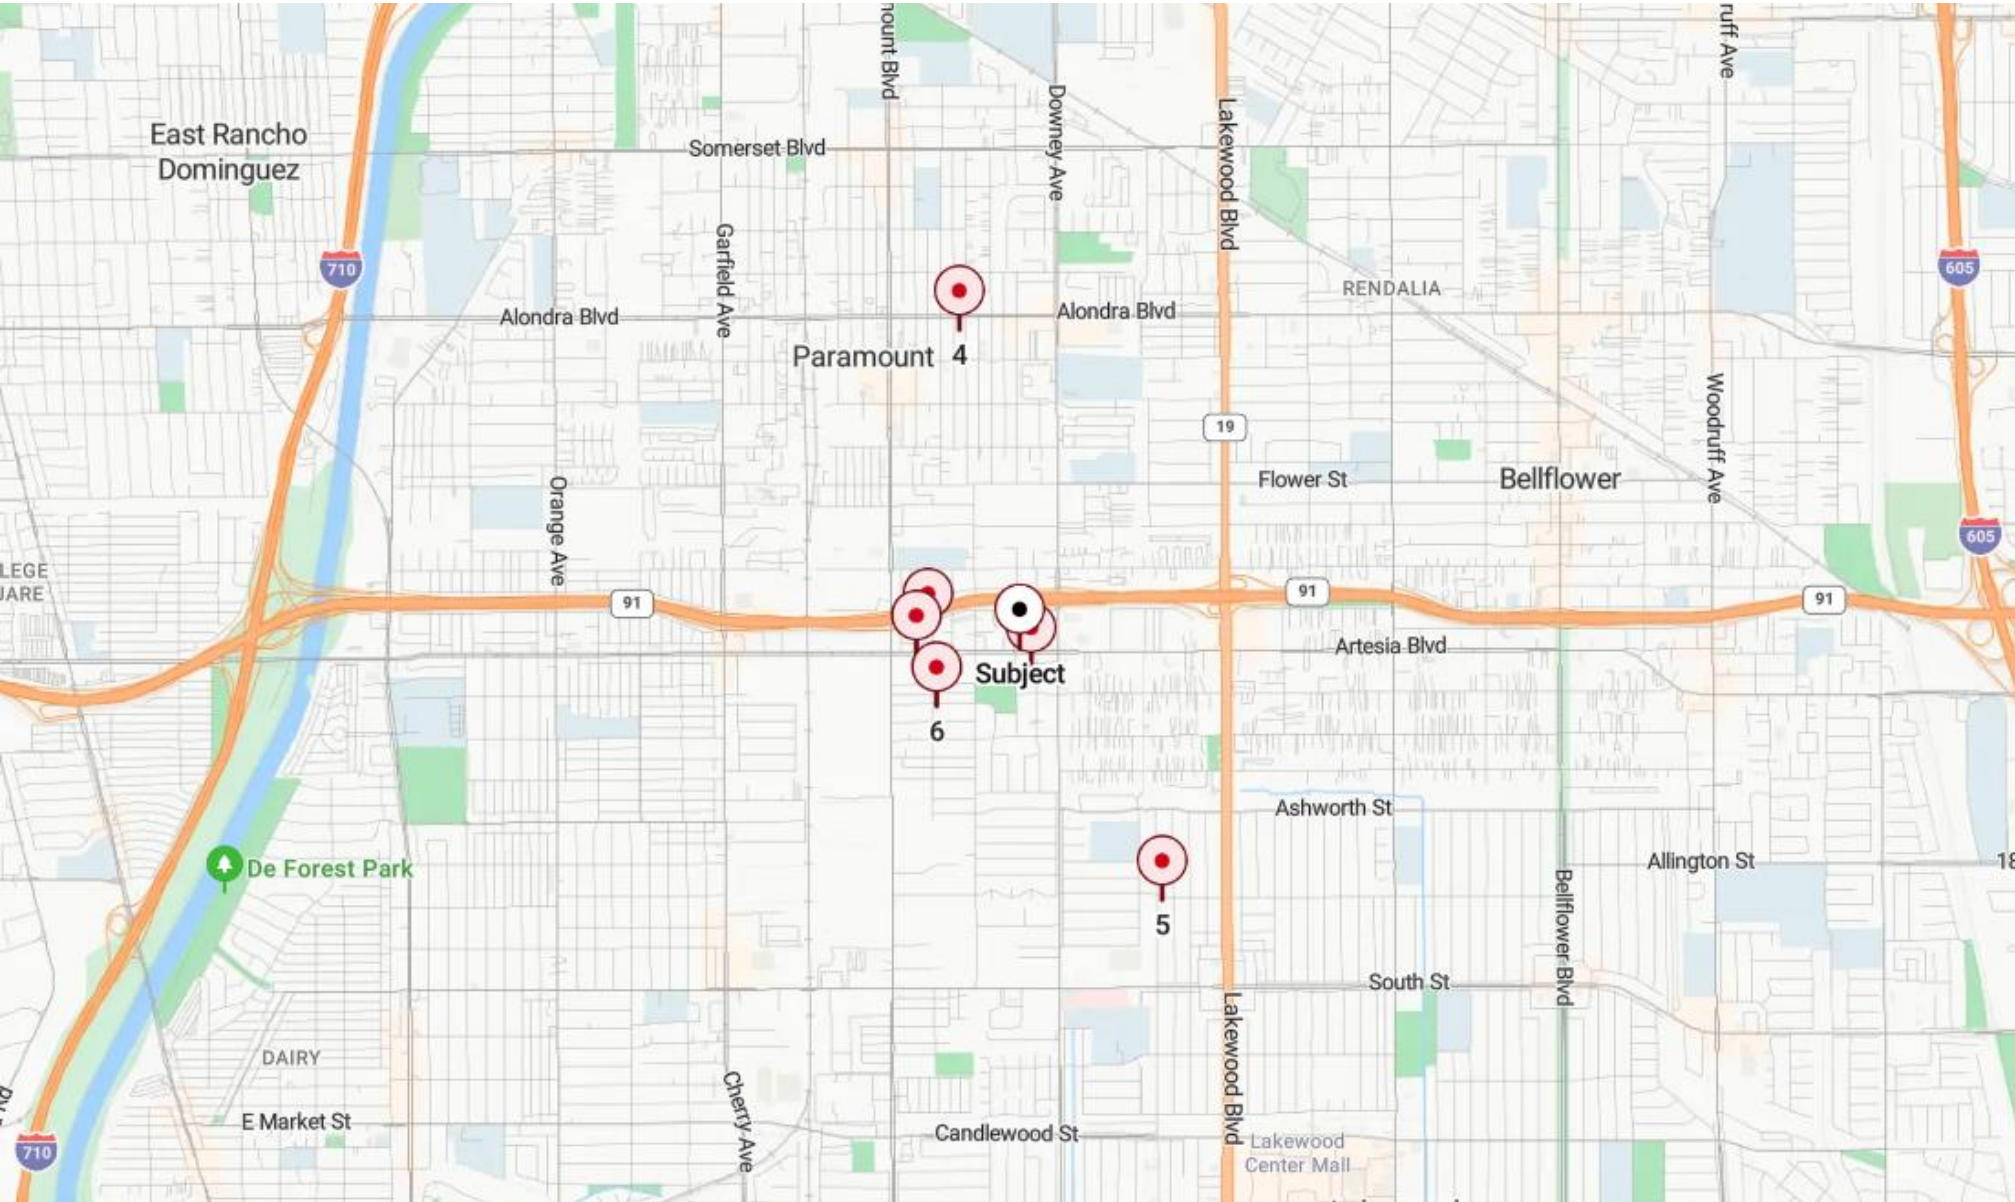 nount Blvd
ruff Ave
Downey Ave
Lakewood Blvd
East Rancho
Dominguez
Somerset Blvd
Garfield Ave
710
605
RENDALIA
Alondra Blvd
Alondra Blvd
Paramount
4
Woodruff Ave
19
Flower St
Bellflower
Orange Ave
605
LEGE
JARE
91
91
91
Artesia Blvd
Subject
6
Ashworth St
De Forest Park
Allington St
18
5
Bellflower Blvd
South St
Lakewood Blvd
DAIRY
Cherry Ave
E Market St
Candlewood St
Lakewood
Center Mall
710